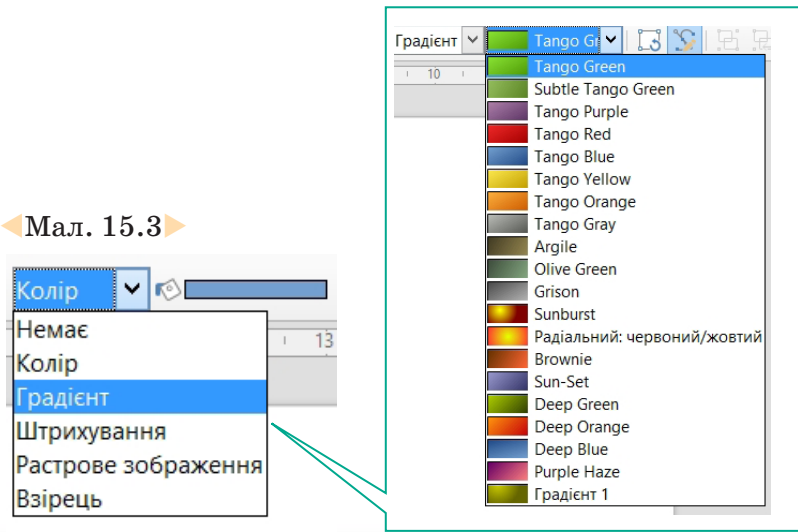 Мал. 15.3
Колір
13
Немає
Колір
Градієнт
Штрихування
Растрове зображення
Взірець
Градієнт Tango Gr
10
Tango Green
Subtle Tango Green
Tango Purple
Tango Red
Tango Blue
Tango Yellow
Tango Orange
Tango Gray
Argile
Olive Green
Grison
Sunburst
Радіальний: червоний/жовтий
Brownie
Sun-Set
Deep Green
Deep Orange
Deep Blue
Purple Haze
Градієнт 1